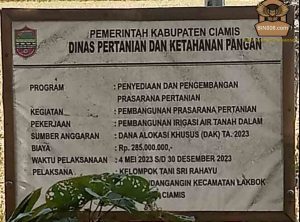 BIN808.com
PEMERINTAH KABUPATEN CIAMIS
DINAS PERTANIAN DAN KETAHANAN PANGAN
PROGRAM : PENYEDIAAN DAN PENGEMBANGAN
PRASARANA PERTANIAN
KEGIATAN : PEMBANGUNAN PRASARANA PERTANIAN
PEKERJAAN : PEMBANGUNAN IRIGASI AIR TANAH DALAM
SUMBER ANGGARAN : DANA ALOKASI KHUSUS (DAK) TA. 2023
BIAYA : Rp. 285.000.000,-
WAKTU PELAKSANAAN : 4 MEI 2023 S/D 30 DESEMBER 2023
PELAKSANA : KELOMPOK TANI SRI RAHAYU
KECAMATAN LAKBOK
CIAMIS